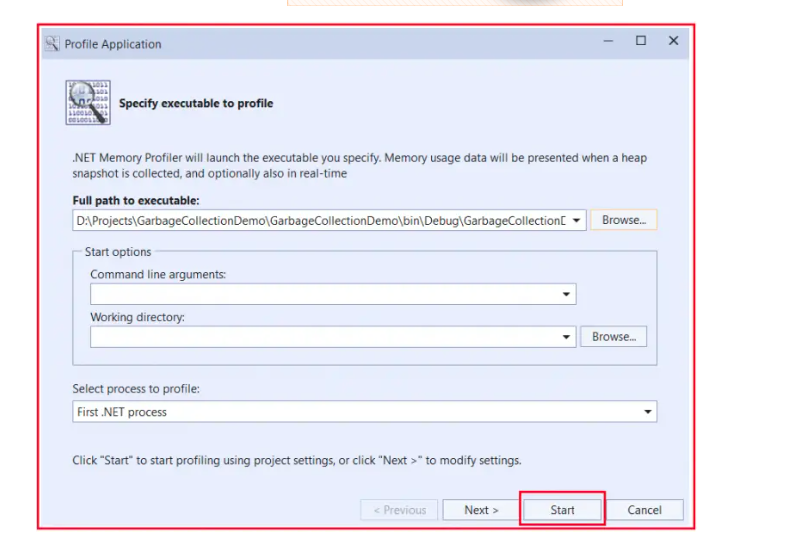 Profile Application
Specify executable to profile
.NET Memory Profiler will launch the executable you specify. Memory usage data will be presented when a heap
snapshot is collected, and optionally also in real-time
Full path to executable:
D:\Projects\GarbageCollectionDemo\GarbageCollectionDemo\bin\Debug\GarbageCollectionD
Browse...
Start options
Command line arguments:
Working directory:
Browse...
Select process to profile:
First .NET process
Click "Start" to start profiling using project settings, or click "Next >" to modify settings.
< Previous Next > Start Cancel